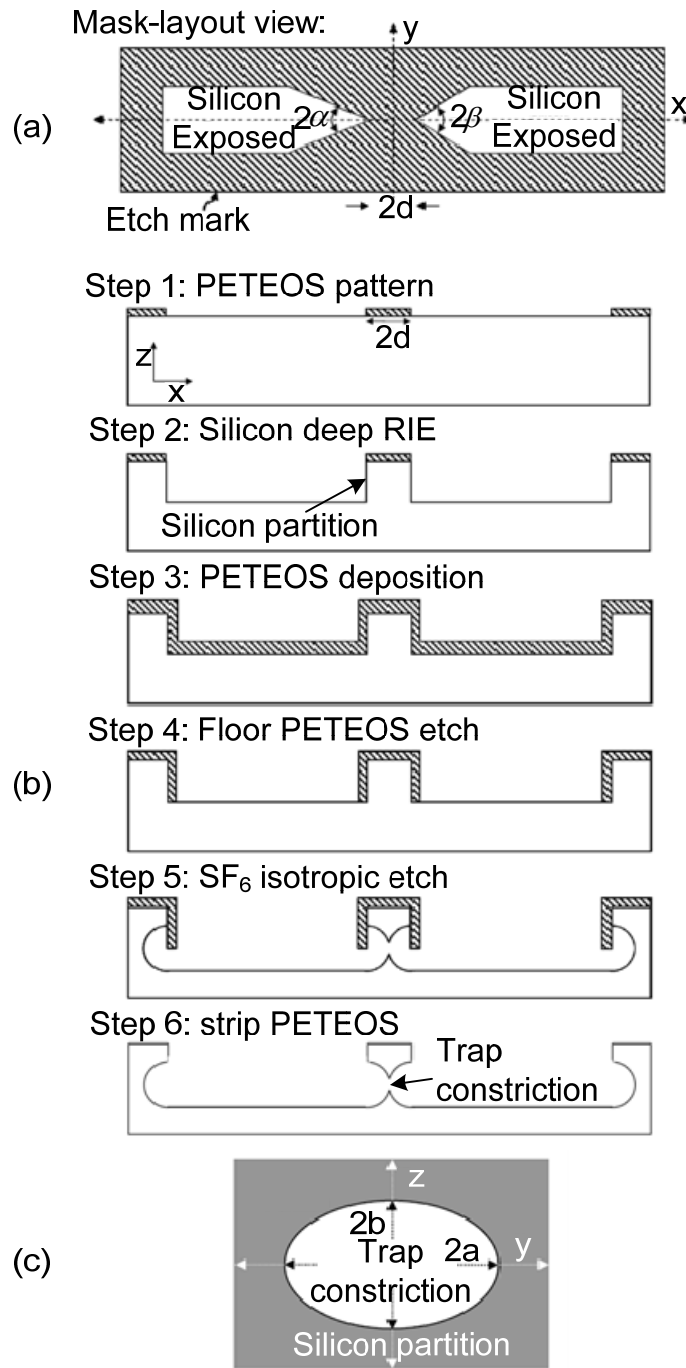 Mask-layout view:
y
(a)
Silicon
Exposed
2α
2β
Silicon
Exposed
x
Etch mark
2d
Step 1: PETEOS pattern
2d
z
x
Step 2: Silicon deep RIE
Silicon partition
Step 3: PETEOS deposition
Step 4: Floor PETEOS etch
(b)
Step 5: SF₆ isotropic etch
Step 6: strip PETEOS
Trap
constriction
z
2b
(c)
Trap
constriction
2a
y
Silicon partition